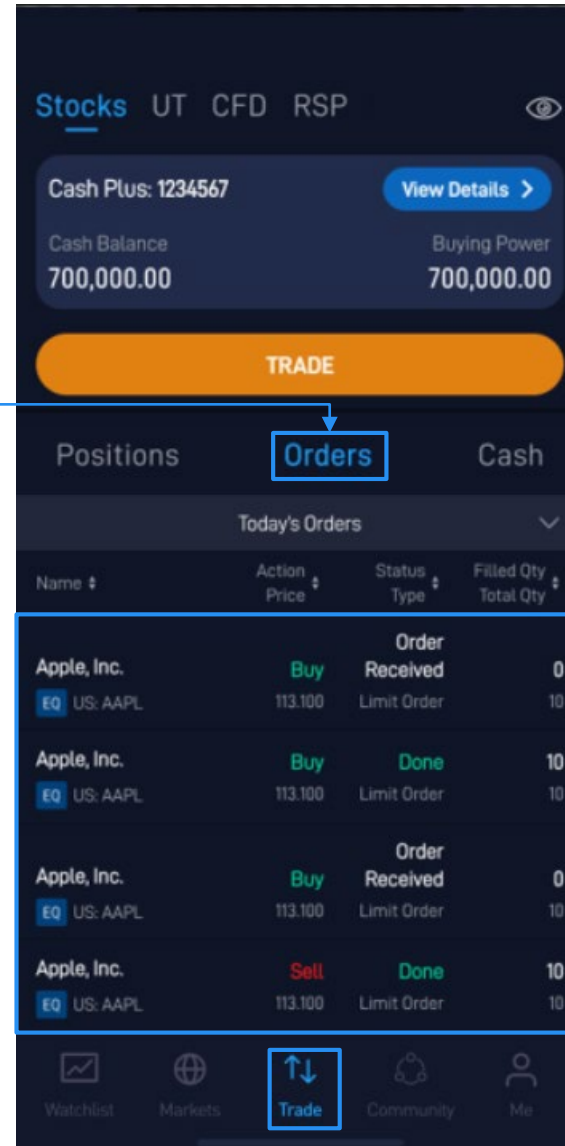 Stocks UT CFD RSP
Cash Plus: 1234567 View Details >
Cash Balance Buying Power
700,000.00 700,000.00
TRADE
Positions Orders Cash
Today's Orders
Name Action Price Status Type Filled Qty Total Qty
Apple, Inc. Buy Order Received 0
EQ US: AAPL 113.100 Limit Order 10
Apple, Inc. Buy Done 10
EQ US: AAPL 113.100 Limit Order 10
Apple, Inc. Buy Order Received 0
EQ US: AAPL 113.100 Limit Order 10
Apple, Inc. Sell Done 10
EQ US: AAPL 113.100 Limit Order 10
Watchlist Markets Trade Community Me